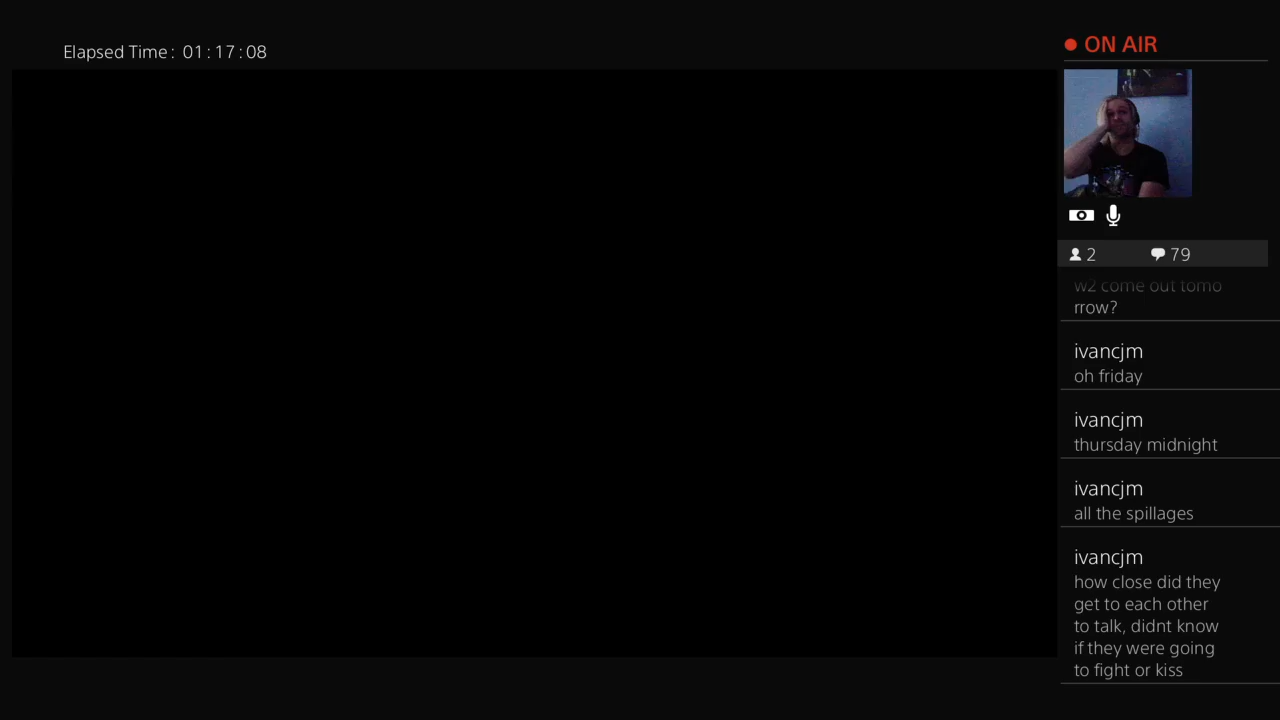 Elapsed Time: 01:17:08
ON AIR
2 79
w2 come out tomo
rrow?
ivancjm
oh friday
ivancjm
thursday midnight
ivancjm
all the spillages
ivancjm
how close did they
get to each other
to talk, didnt know
if they were going
to fight or kiss